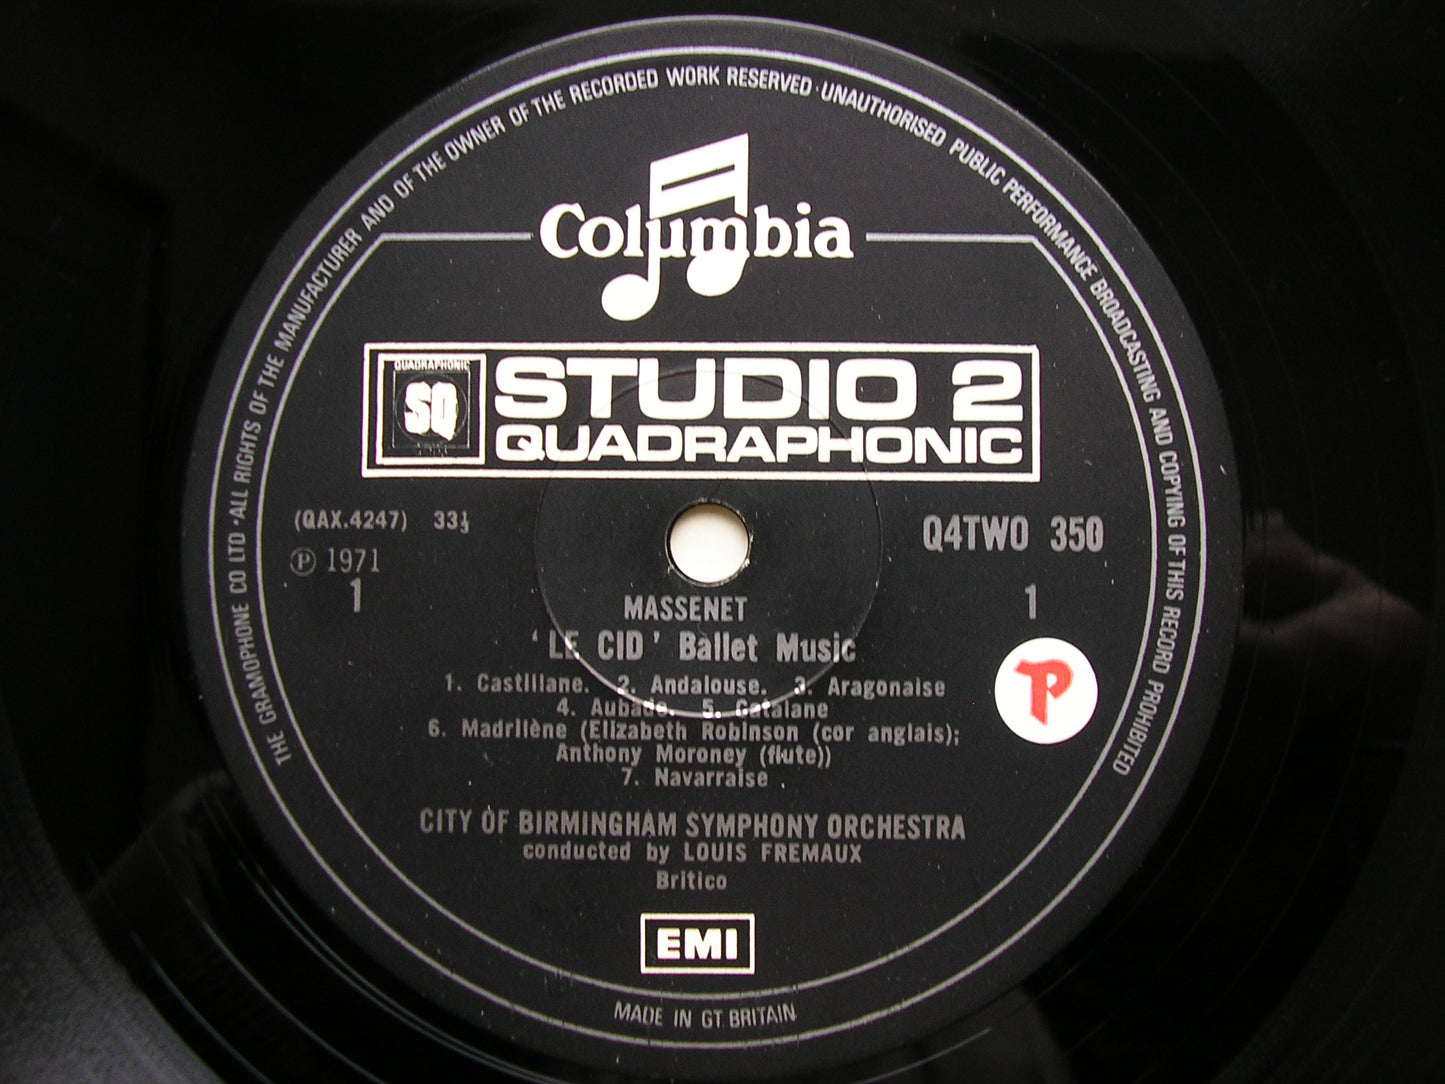 THE GRAMOPHONE CO LTD · ALL RIGHTS OF THE MANUFACTURER AND OF THE OWNER OF THE RECORDED WORK RESERVED · UNAUTHORISED PUBLIC PERFORMANCE BROADCASTING AND COPYING OF THIS RECORD PROHIBITED
Columbia
QUADRAPHONIC
SQ
STUDIO 2
QUADRAPHONIC
(QAX.4247) 33⅓
Q4TWO 350
℗ 1971
1
1
MASSENET
'LE CID' Ballet Music
P
1. Castillane. 2. Andalouse. 3. Aragonaise
4. Aubade. 5. Catalane
6. Madrilène (Elizabeth Robinson (cor anglais);
Anthony Moroney (flute))
7. Navarraise
CITY OF BIRMINGHAM SYMPHONY ORCHESTRA
conducted by LOUIS FREMAUX
Britico
EMI
MADE IN GT. BRITAIN